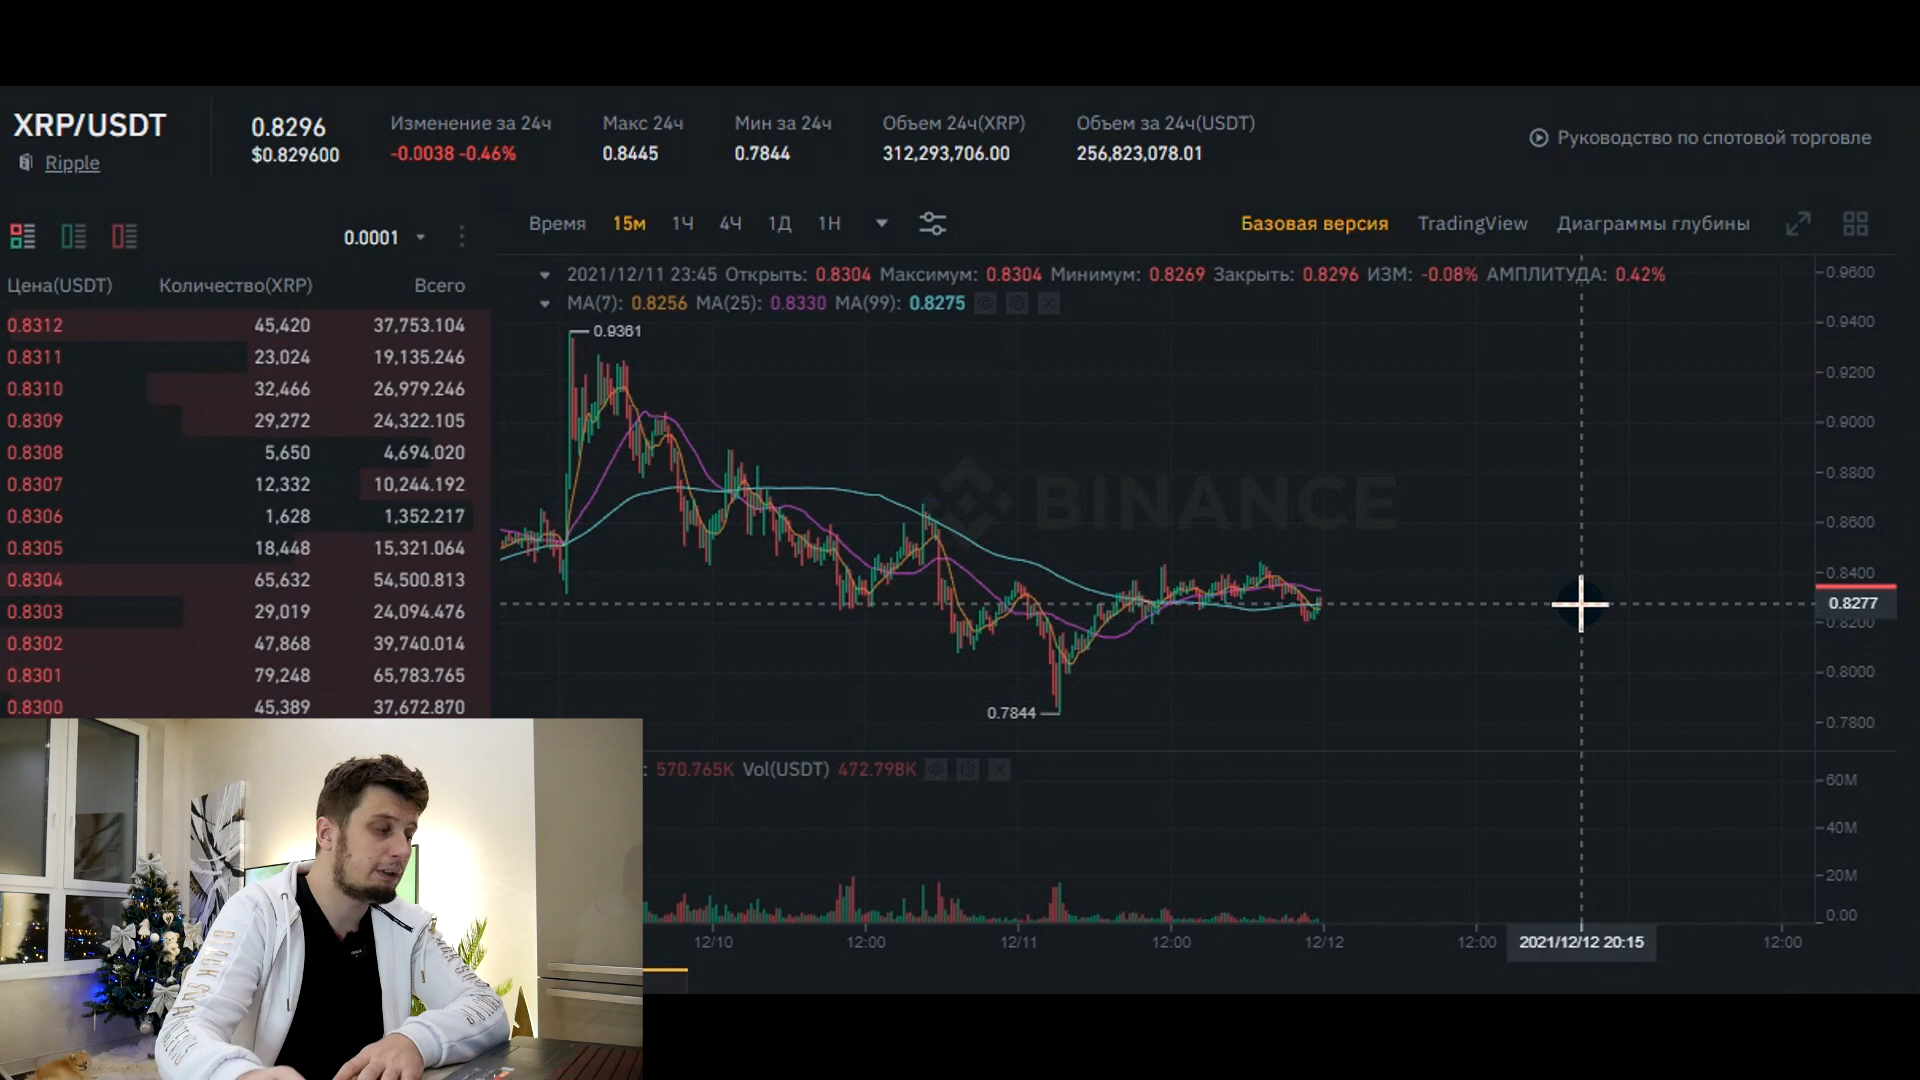 XRP/USDT
Ripple
0.8296
$0.829600
Изменение за 24ч
-0.0038 -0.46%
Макс 24ч
0.8445
Мин за 24ч
0.7844
Объем 24ч(XRP)
312,293,706.00
Объем за 24ч(USDT)
256,823,078.01
Руководство по спотовой торговле
0.0001
Цена(USDT) Количество(XRP) Всего
0.8312 45,420 37,753.104
0.8311 23,024 19,135.246
0.8310 32,466 26,979.246
0.8309 29,272 24,322.105
0.8308 5,650 4,694.020
0.8307 12,332 10,244.192
0.8306 1,628 1,352.217
0.8305 18,448 15,321.064
0.8304 65,632 54,500.813
0.8303 29,019 24,094.476
0.8302 47,868 39,740.014
0.8301 79,248 65,783.765
0.8300 45,389 37,672.870
Время 15м 1Ч 4Ч 1Д 1Н
Базовая версия TradingView Диаграммы глубины
2021/12/11 23:45 Открыть: 0.8304 Максимум: 0.8304 Минимум: 0.8269 Закрыть: 0.8296 ИЗМ: -0.08% АМПЛИТУДА: 0.42%
MA(7): 0.8256 MA(25): 0.8330 MA(99): 0.8275
0.9361
BINANCE
0.7844
0.9600
0.9400
0.9200
0.9000
0.8800
0.8600
0.8400
0.8277
0.8200
0.8000
0.7800
: 570.765K Vol(USDT) 472.798K
60M
40M
20M
0.00
12/10 12:00 12/11 12:00 12/12 12:00 2021/12/12 20:15 12:00